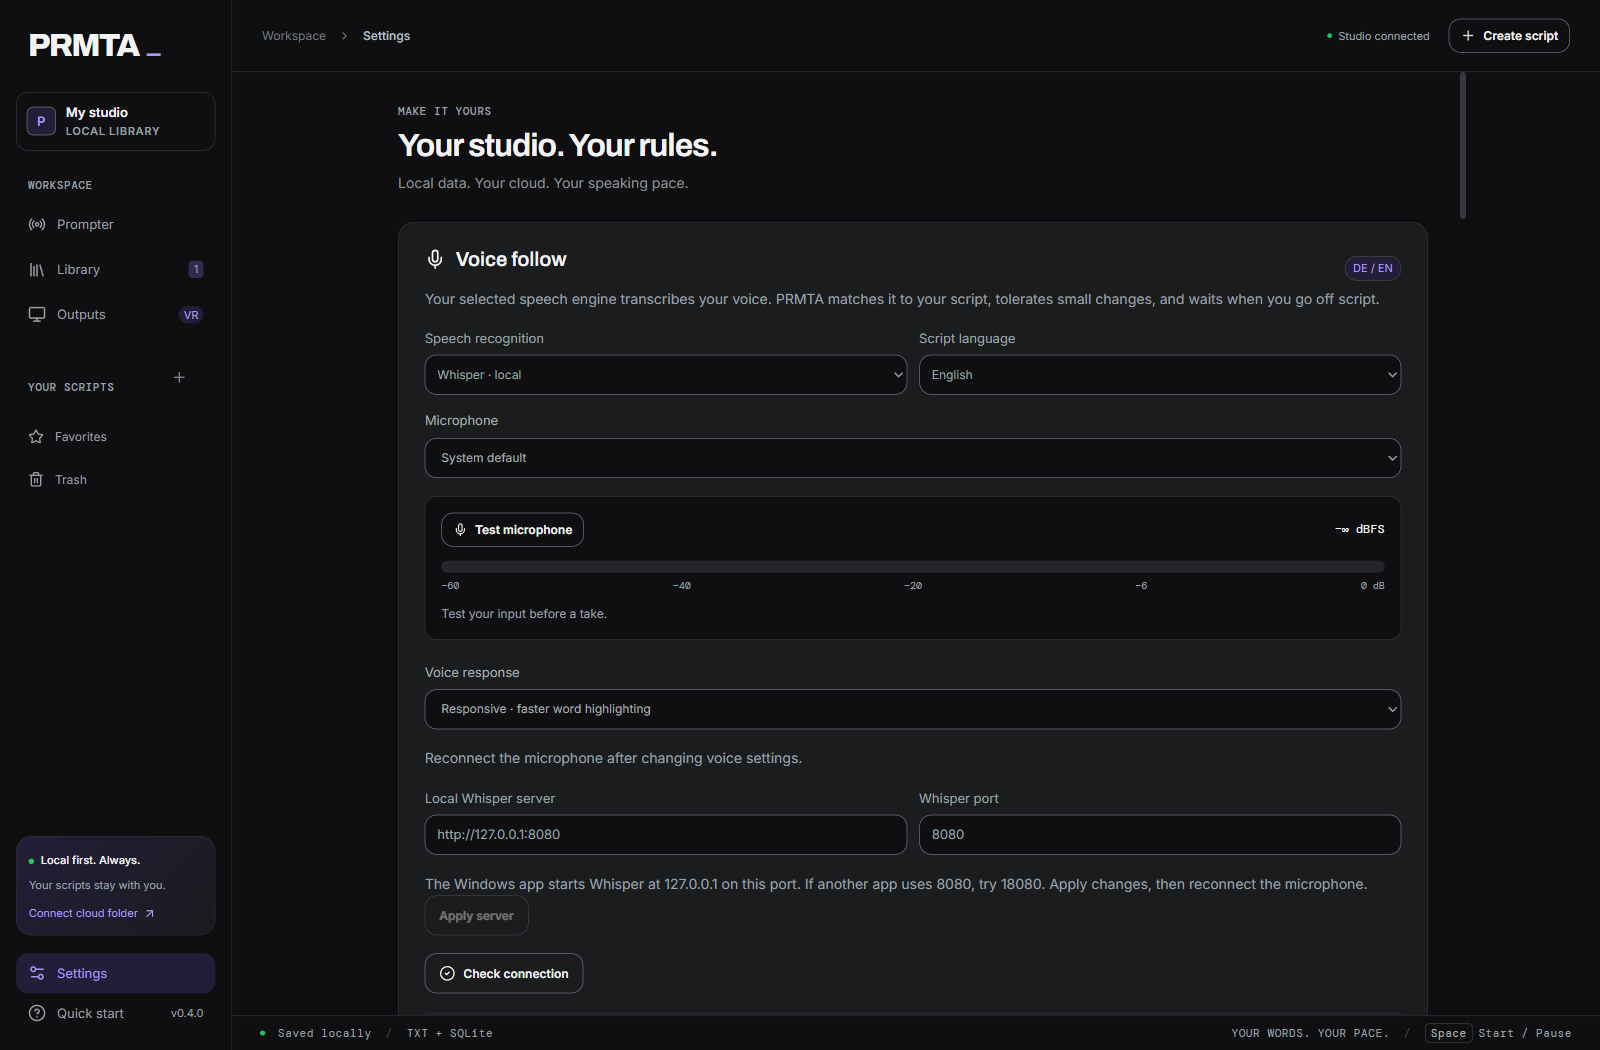 PRMTA _
P
My studio
LOCAL LIBRARY
WORKSPACE
Prompter
Library
1
Outputs
VR
YOUR SCRIPTS
Favorites
Trash
Local first. Always.
Your scripts stay with you.
Connect cloud folder
Settings
Quick start
v0.4.0
Workspace
Settings
Studio connected
Create script
MAKE IT YOURS
Your studio. Your rules.
Local data. Your cloud. Your speaking pace.
Voice follow
DE / EN
Your selected speech engine transcribes your voice. PRMTA matches it to your script, tolerates small changes, and waits when you go off script.
Speech recognition
Script language
Whisper · local
English
Microphone
System default
Test microphone
−∞ dBFS
−60
−40
−20
−6
0 dB
Test your input before a take.
Voice response
Responsive · faster word highlighting
Reconnect the microphone after changing voice settings.
Local Whisper server
Whisper port
http://127.0.0.1:8080
8080
The Windows app starts Whisper at 127.0.0.1 on this port. If another app uses 8080, try 18080. Apply changes, then reconnect the microphone.
Apply server
Check connection
Saved locally / TXT + SQLite
YOUR WORDS. YOUR PACE. / Space Start / Pause